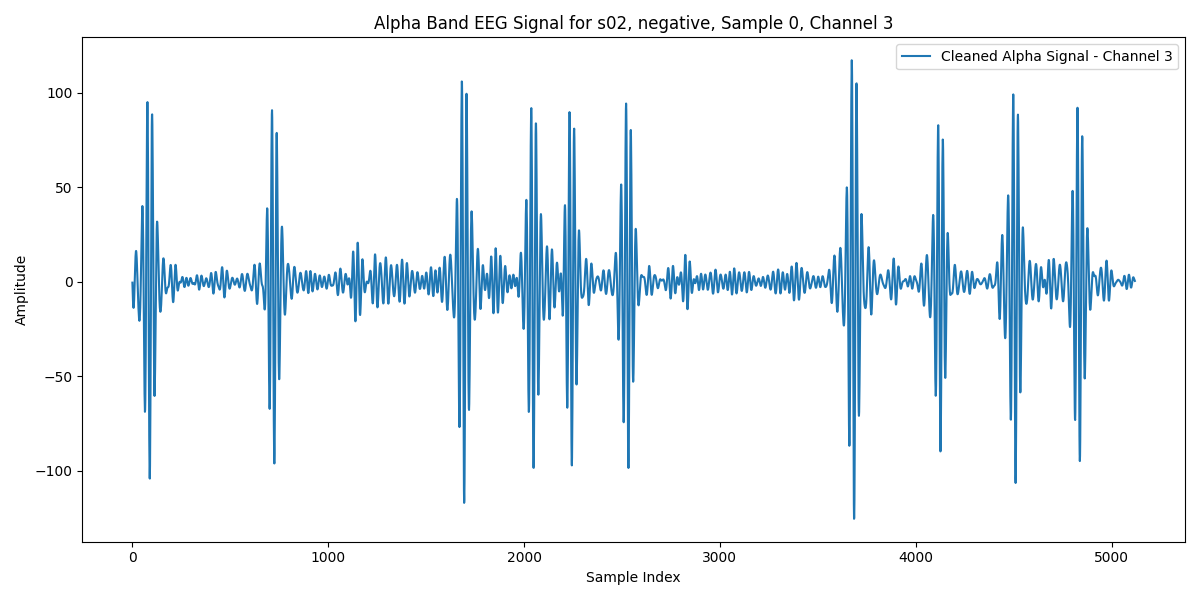 Alpha Band EEG Signal for s02, negative, Sample 0, Channel 3
Cleaned Alpha Signal - Channel 3
Amplitude
100
50
0
−50
−100
0 1000 2000 3000 4000 5000
Sample Index